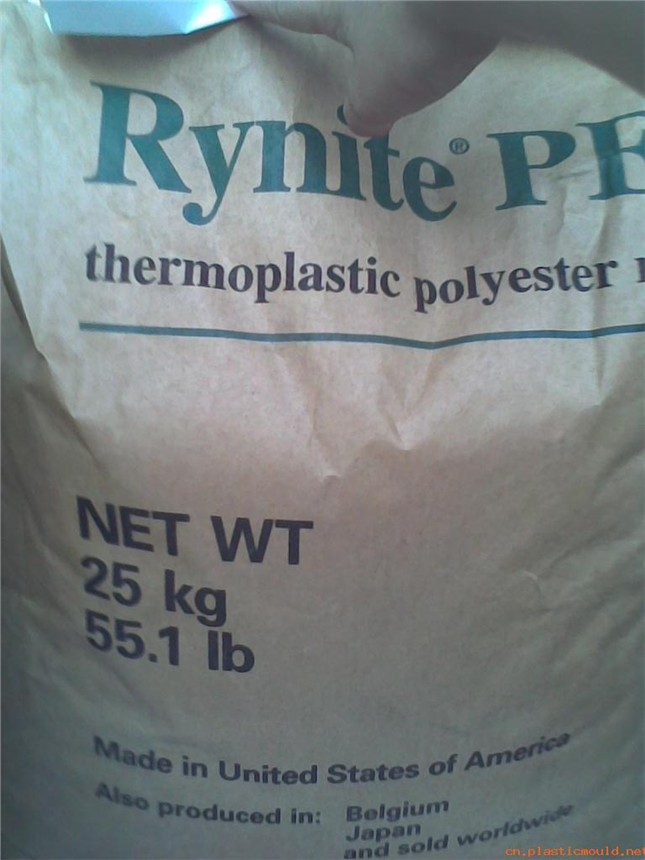 Rynite® PE
thermoplastic polyester
NET WT
25 kg
55.1 lb
Made in United States of America
Also produced in: Belgium
Japan
and sold worldwide
cn.plasticmould.net